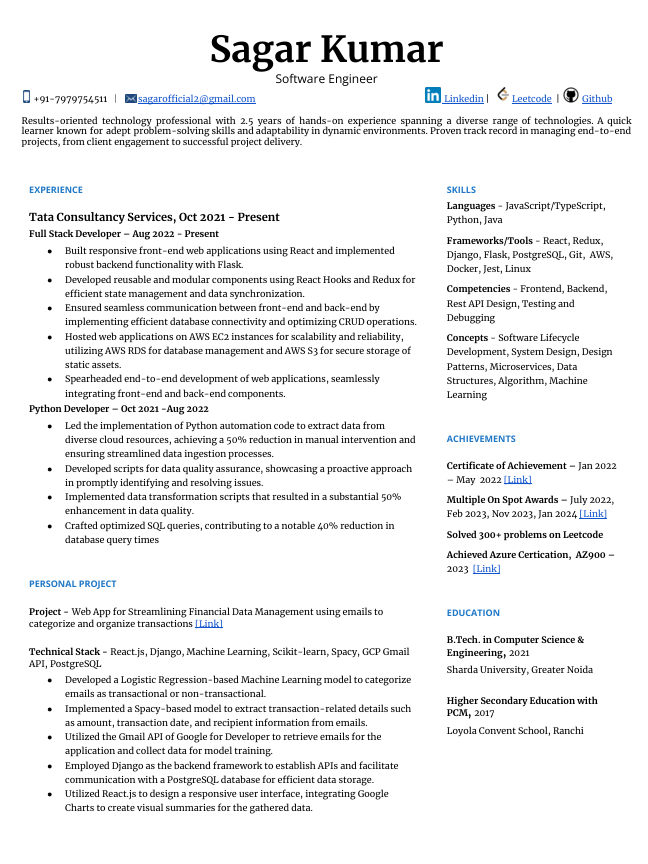 Sagar Kumar
Software Engineer
+91-7979754511 | sagarofficial2@gmail.com
Linkedin | Leetcode | Github
Results-oriented technology professional with 2.5 years of hands-on experience spanning a diverse range of technologies. A quick
learner known for adept problem-solving skills and adaptability in dynamic environments. Proven track record in managing end-to-end
projects, from client engagement to successful project delivery.
EXPERIENCE
Tata Consultancy Services, Oct 2021 - Present
Full Stack Developer – Aug 2022 - Present
● Built responsive front-end web applications using React and implemented
robust backend functionality with Flask.
● Developed reusable and modular components using React Hooks and Redux for
efficient state management and data synchronization.
● Ensured seamless communication between front-end and back-end by
implementing efficient database connectivity and optimizing CRUD operations.
● Hosted web applications on AWS EC2 instances for scalability and reliability,
utilizing AWS RDS for database management and AWS S3 for secure storage of
static assets.
● Spearheaded end-to-end development of web applications, seamlessly
integrating front-end and back-end components.
Python Developer – Oct 2021 -Aug 2022
● Led the implementation of Python automation code to extract data from
diverse cloud resources, achieving a 50% reduction in manual intervention and
ensuring streamlined data ingestion processes.
● Developed scripts for data quality assurance, showcasing a proactive approach
in promptly identifying and resolving issues.
● Implemented data transformation scripts that resulted in a substantial 50%
enhancement in data quality.
● Crafted optimized SQL queries, contributing to a notable 40% reduction in
database query times
PERSONAL PROJECT
Project - Web App for Streamlining Financial Data Management using emails to
categorize and organize transactions [Link]
Technical Stack - React.js, Django, Machine Learning, Scikit-learn, Spacy, GCP Gmail
API, PostgreSQL
● Developed a Logistic Regression-based Machine Learning model to categorize
emails as transactional or non-transactional.
● Implemented a Spacy-based model to extract transaction-related details such
as amount, transaction date, and recipient information from emails.
● Utilized the Gmail API of Google for Developer to retrieve emails for the
application and collect data for model training.
● Employed Django as the backend framework to establish APIs and facilitate
communication with a PostgreSQL database for efficient data storage.
● Utilized React.js to design a responsive user interface, integrating Google
Charts to create visual summaries for the gathered data.
SKILLS
Languages - JavaScript/TypeScript,
Python, Java
Frameworks/Tools - React, Redux,
Django, Flask, PostgreSQL, Git, AWS,
Docker, Jest, Linux
Competencies - Frontend, Backend,
Rest API Design, Testing and
Debugging
Concepts - Software Lifecycle
Development, System Design, Design
Patterns, Microservices, Data
Structures, Algorithm, Machine
Learning
ACHIEVEMENTS
Certificate of Achievement – Jan 2022
– May 2022 [Link]
Multiple On Spot Awards – July 2022,
Feb 2023, Nov 2023, Jan 2024 [Link]
Solved 300+ problems on Leetcode
Achieved Azure Certication, AZ900 –
2023 [Link]
EDUCATION
B.Tech. in Computer Science &
Engineering, 2021
Sharda University, Greater Noida
Higher Secondary Education with
PCM, 2017
Loyola Convent School, Ranchi